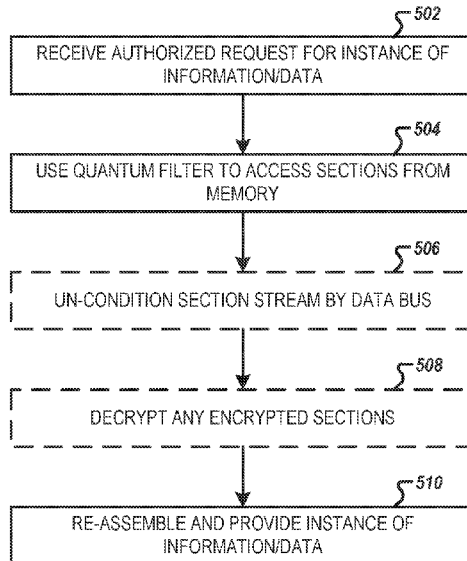 502
RECEIVE AUTHORIZED REQUEST FOR INSTANCE OF
INFORMATION/DATA
504
USE QUANTUM FILTER TO ACCESS SECTIONS FROM
MEMORY
506
UN-CONDITION SECTION STREAM BY DATA BUS
508
DECRYPT ANY ENCRYPTED SECTIONS
510
RE-ASSEMBLE AND PROVIDE INSTANCE OF
INFORMATION/DATA